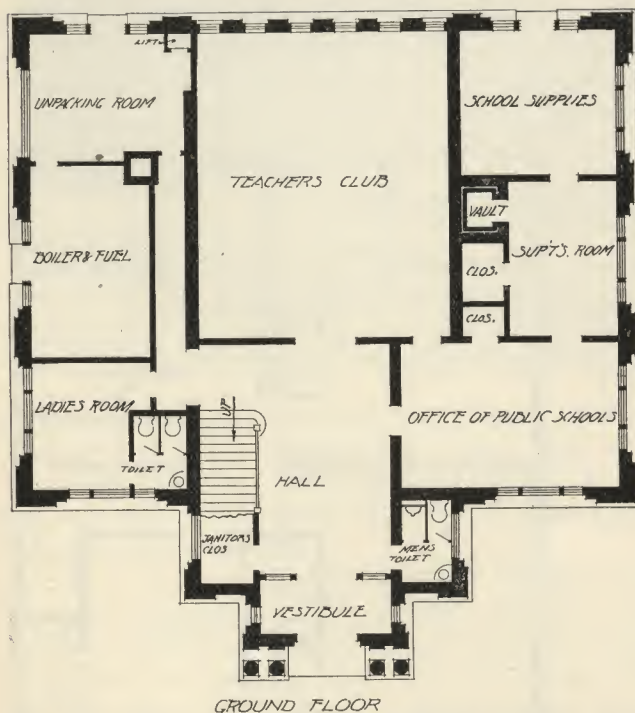 LIFT
UNPACKING ROOM
SCHOOL SUPPLIES
TEACHERS CLUB
VAULT
BOILER & FUEL
SUPT'S. ROOM
CLOS.
CLOS.
LADIES ROOM
UP
OFFICE OF PUBLIC SCHOOLS
TOILET
HALL
JANITORS
CLOS
MENS
TOILET
VESTIBULE
GROUND FLOOR